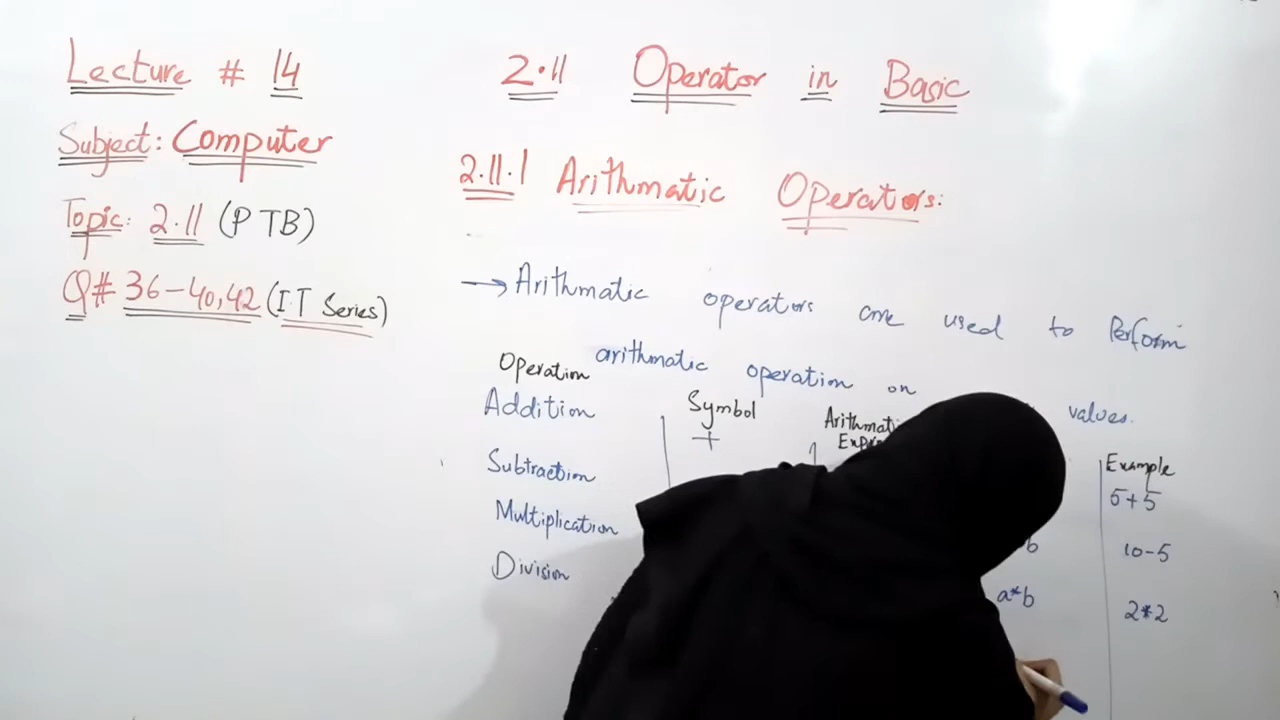 Lecture # 14
Subject: Computer
Topic: 2.11 (PTB)
Q# 36-40,42 (I.T Series)
2.11 Operator in Basic
2.11.1 Arithmatic Operators:
→ Arithmatic operators are used to Perform
arithmatic operation on values.
Operation Symbol Example
Addition + 5+5
Subtraction 10-5
Multiplication a*b 2*2
Division